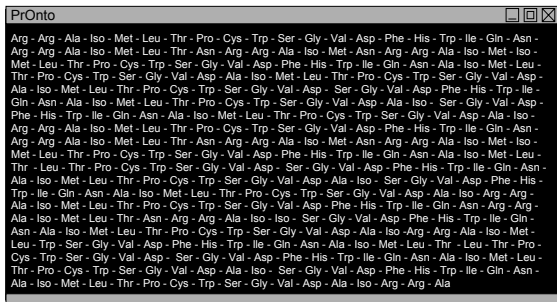 PrOnto
Arg - Arg - Ala - Iso - Met - Leu - Thr - Pro - Cys - Trp - Ser - Gly - Val - Asp - Phe - His - Trp - Ile - Gln - Asn -
Arg - Arg - Ala - Iso - Met - Leu - Thr - Asn - Arg - Arg - Ala - Iso - Met - Asn - Arg - Arg - Ala - Iso - Met - Iso -
Met - Leu - Thr - Pro - Cys - Trp - Ser - Gly - Val - Asp - Phe - His - Trp - Ile - Gln - Asn - Ala - Iso - Met - Leu -
Thr - Pro - Cys - Trp - Ser - Gly - Val - Asp - Ala - Iso - Met - Leu - Thr - Pro - Cys - Trp - Ser - Gly - Val - Asp -
Ala - Iso - Met - Leu - Thr - Pro - Cys - Trp - Ser - Gly - Val - Asp - Ser - Gly - Val - Asp - Phe - His - Trp - Ile -
Gln - Asn - Ala - Iso - Met - Leu - Thr - Pro - Cys - Trp - Ser - Gly - Val - Asp - Ala - Iso - Ser - Gly - Val - Asp -
Phe - His - Trp - Ile - Gln - Asn - Ala - Iso - Met - Leu - Thr - Pro - Cys - Trp - Ser - Gly - Val - Asp - Ala - Iso -
Arg - Arg - Ala - Iso - Met - Leu - Thr - Pro - Cys - Trp - Ser - Gly - Val - Asp - Phe - His - Trp - Ile - Gln - Asn -
Arg - Arg - Ala - Iso - Met - Leu - Thr - Asn - Arg - Arg - Ala - Iso - Met - Asn - Arg - Arg - Ala - Iso - Met - Iso -
Met - Leu - Thr - Pro - Cys - Trp - Ser - Gly - Val - Asp - Phe - His - Trp - Ile - Gln - Asn - Ala - Iso - Met - Leu -
Thr - Leu - Thr - Pro - Cys - Trp - Ser - Gly - Val - Asp - Ser - Gly - Val - Asp - Phe - His - Trp - Ile - Gln - Asn -
Ala - Iso - Met - Leu - Thr - Pro - Cys - Trp - Ser - Gly - Val - Asp - Ala - Iso - Ser - Gly - Val - Asp - Phe - His -
Trp - Ile - Gln - Asn - Ala - Iso - Met - Leu - Thr - Pro - Cys - Trp - Ser - Gly - Val - Asp - Ala - Iso - Arg - Arg -
Ala - Iso - Met - Leu - Thr - Pro - Cys - Trp - Ser - Gly - Val - Asp - Phe - His - Trp - Ile - Gln - Asn - Arg - Arg -
Ala - Iso - Met - Leu - Thr - Asn - Arg - Arg - Ala - Iso - Iso - Ser - Gly - Val - Asp - Phe - His - Trp - Ile - Gln -
Asn - Ala - Iso - Met - Leu - Thr - Pro - Cys - Trp - Ser - Gly - Val - Asp - Ala - Iso -Arg - Arg - Ala - Iso - Met -
Leu - Trp - Ser - Gly - Val - Asp - Phe - His - Trp - Ile - Gln - Asn - Ala - Iso - Met - Leu - Thr - Leu - Thr - Pro -
Cys - Trp - Ser - Gly - Val - Asp - Ser - Gly - Val - Asp - Phe - His - Trp - Ile - Gln - Asn - Ala - Iso - Met - Leu -
Thr - Pro - Cys - Trp - Ser - Gly - Val - Asp - Ala - Iso - Ser - Gly - Val - Asp - Phe - His - Trp - Ile - Gln - Asn -
Ala - Iso - Met - Leu - Thr - Pro - Cys - Trp - Ser - Gly - Val - Asp - Ala - Iso - Arg - Arg - Ala